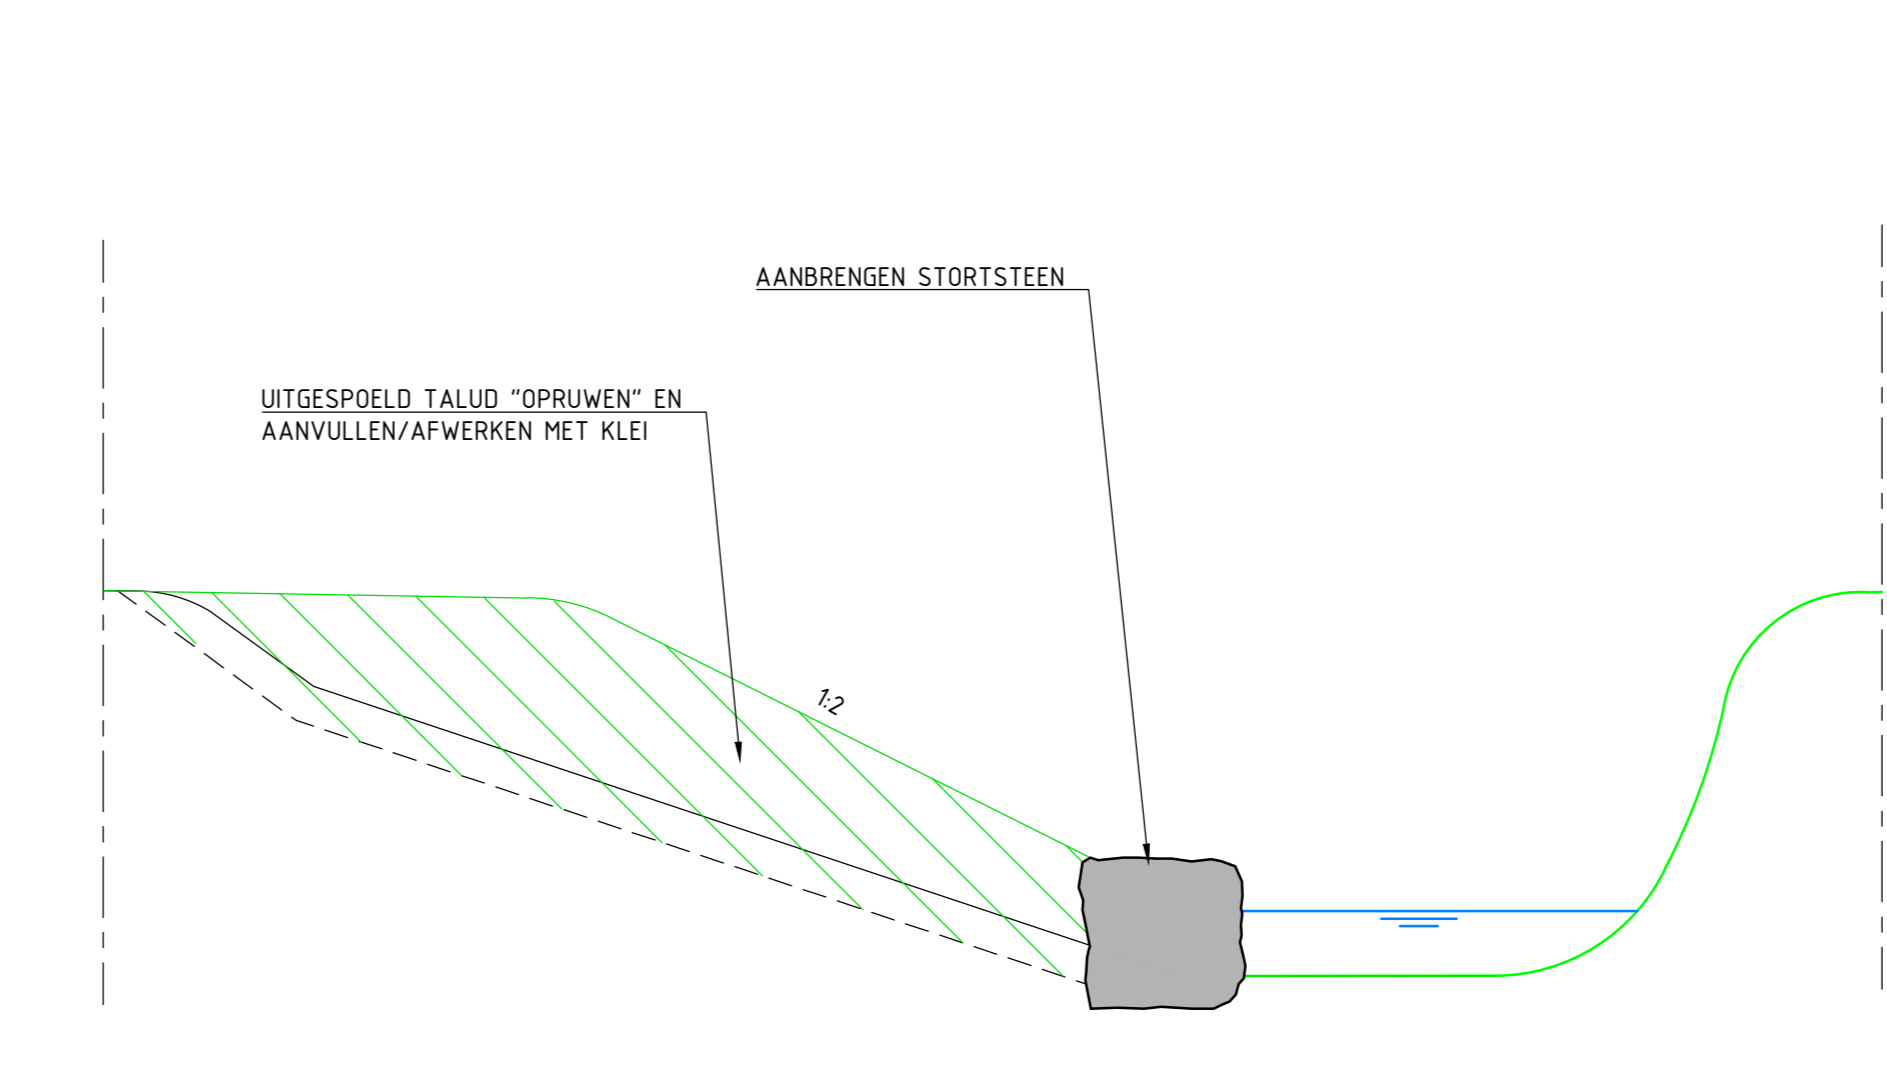 AANBRENGEN STORTSTEEN
UITGESPOELD TALUD "OPRUWEN" EN
AANVULLEN/AFWERKEN MET KLEI
1:2